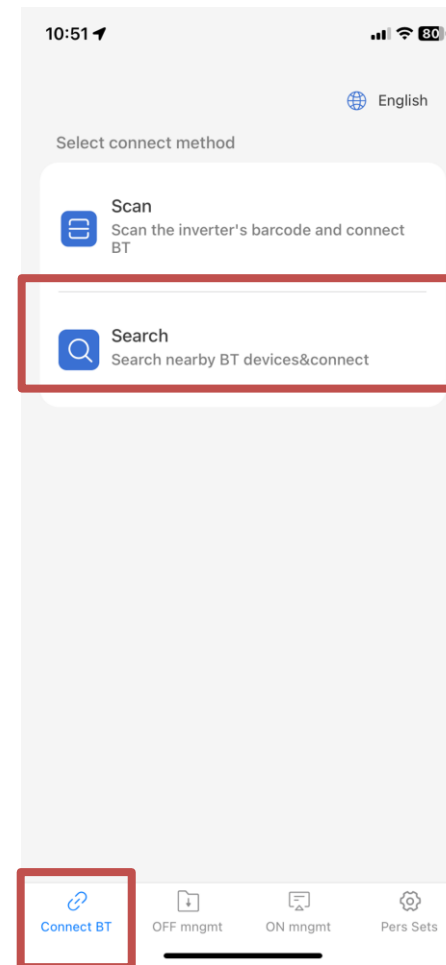 10:51
80
English
Select connect method
Scan
Scan the inverter's barcode and connect
BT
Search
Search nearby BT devices&connect
Connect BT
OFF mngmt
ON mngmt
Pers Sets